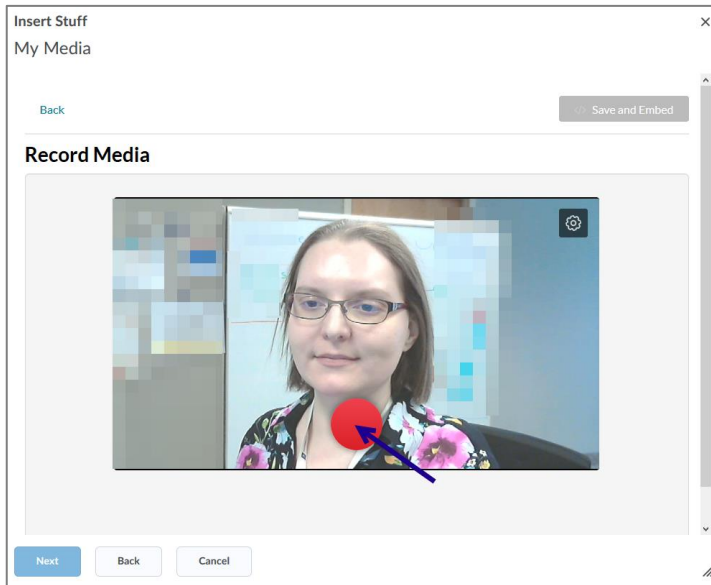 Insert Stuff
My Media
Back
Save and Embed
Record Media
Next Back Cancel